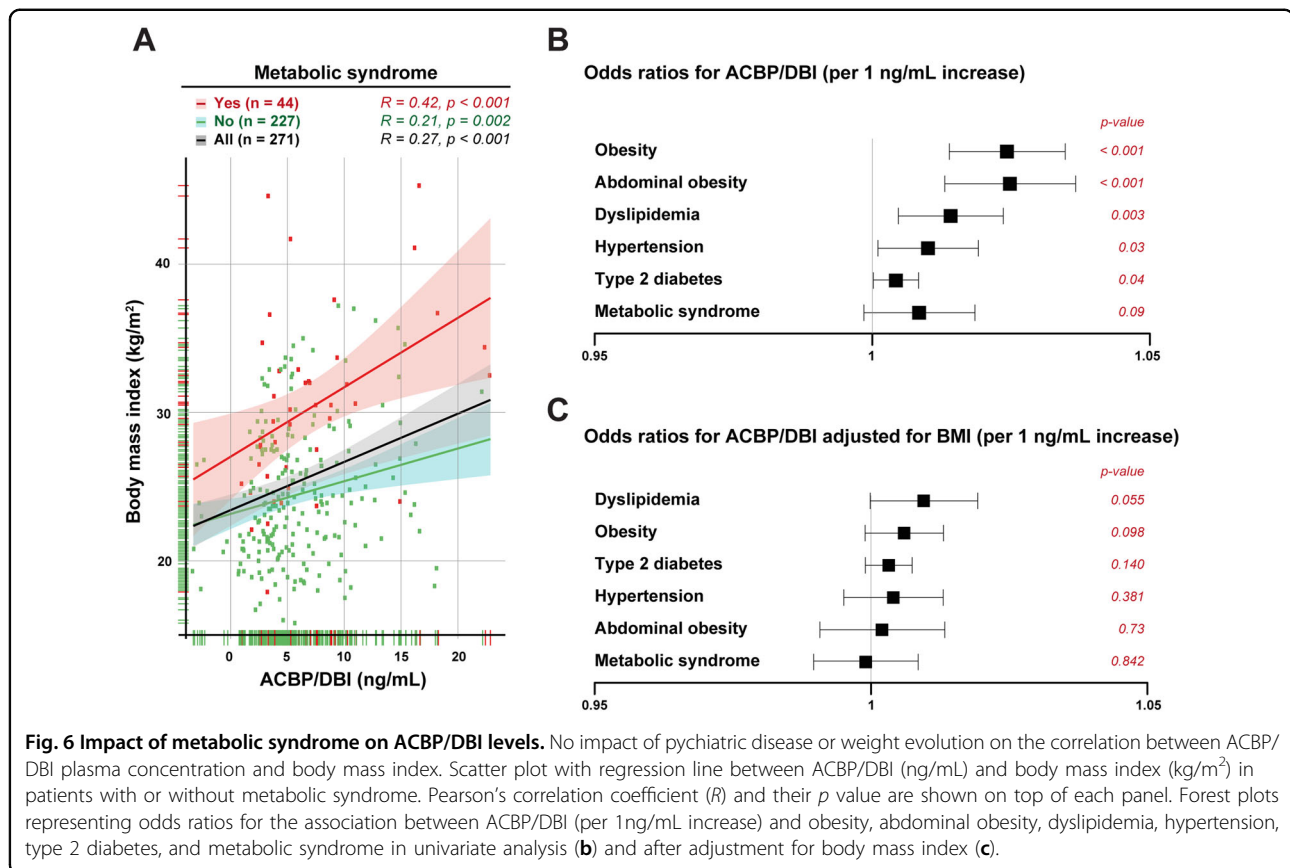 A
Metabolic syndrome
Yes (n = 44) R = 0.42, p < 0.001
No (n = 227) R = 0.21, p = 0.002
All (n = 271) R = 0.27, p < 0.001
Body mass index (kg/m²)
40
30
20
0 5 10 15 20
ACBP/DBI (ng/mL)
B
Odds ratios for ACBP/DBI (per 1 ng/mL increase)
p-value
Obesity < 0.001
Abdominal obesity < 0.001
Dyslipidemia 0.003
Hypertension 0.03
Type 2 diabetes 0.04
Metabolic syndrome 0.09
0.95 1 1.05
C
Odds ratios for ACBP/DBI adjusted for BMI (per 1 ng/mL increase)
p-value
Dyslipidemia 0.055
Obesity 0.098
Type 2 diabetes 0.140
Hypertension 0.381
Abdominal obesity 0.73
Metabolic syndrome 0.842
0.95 1 1.05
Fig. 6 Impact of metabolic syndrome on ACBP/DBI levels. No impact of pychiatric disease or weight evolution on the correlation between ACBP/
DBI plasma concentration and body mass index. Scatter plot with regression line between ACBP/DBI (ng/mL) and body mass index (kg/m²) in
patients with or without metabolic syndrome. Pearson's correlation coefficient (R) and their p value are shown on top of each panel. Forest plots
representing odds ratios for the association between ACBP/DBI (per 1ng/mL increase) and obesity, abdominal obesity, dyslipidemia, hypertension,
type 2 diabetes, and metabolic syndrome in univariate analysis (b) and after adjustment for body mass index (c).